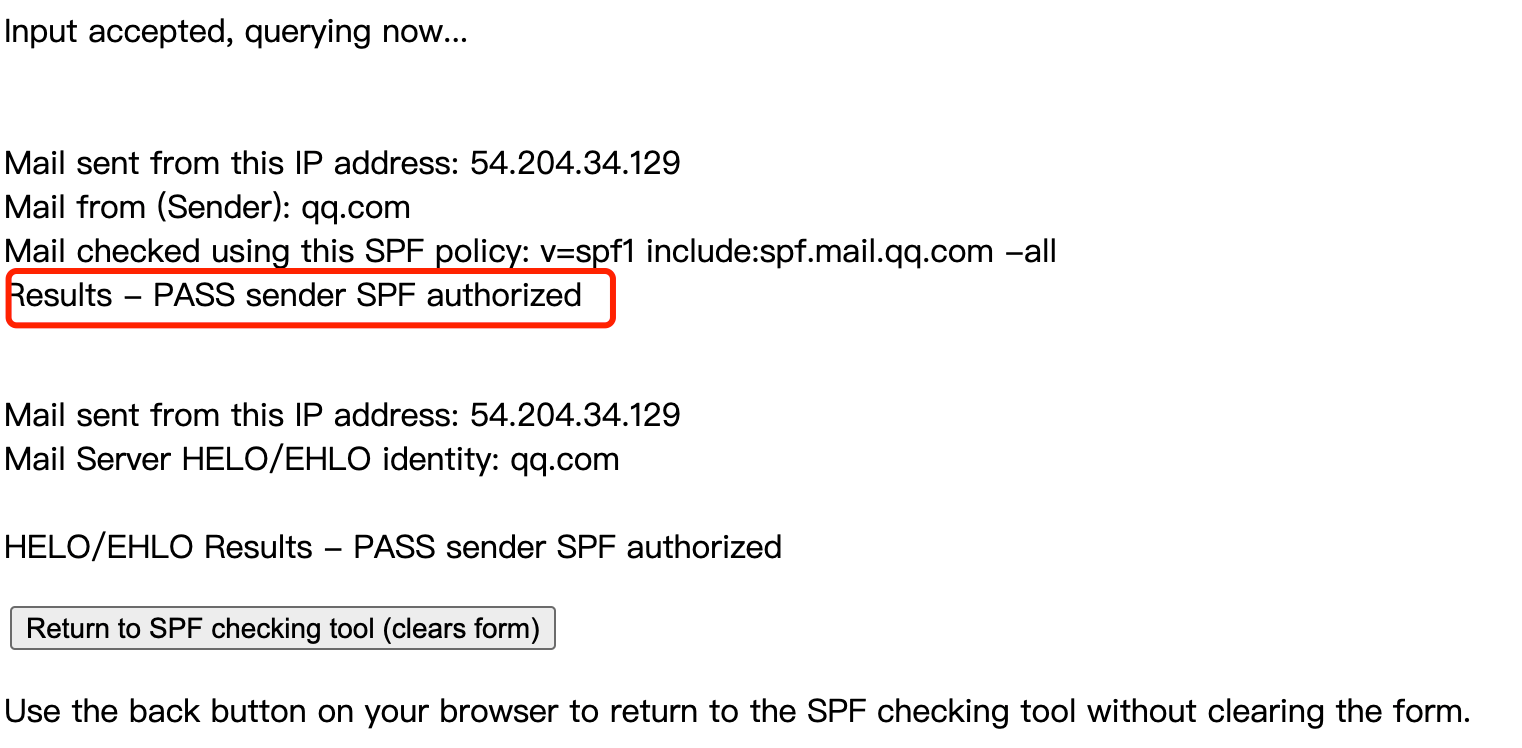 Input accepted, querying now...
Mail sent from this IP address: 54.204.34.129
Mail from (Sender): qq.com
Mail checked using this SPF policy: v=spf1 include:spf.mail.qq.com –all
Results – PASS sender SPF authorized
Mail sent from this IP address: 54.204.34.129
Mail Server HELO/EHLO identity: qq.com
HELO/EHLO Results – PASS sender SPF authorized
Return to SPF checking tool (clears form)
Use the back button on your browser to return to the SPF checking tool without clearing the form.